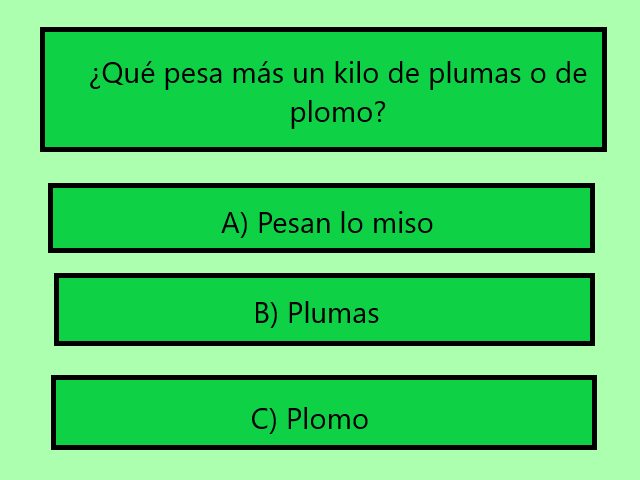 ¿Qué pesa más un kilo de plumas o de
plomo?
A) Pesan lo miso
B) Plumas
C) Plomo